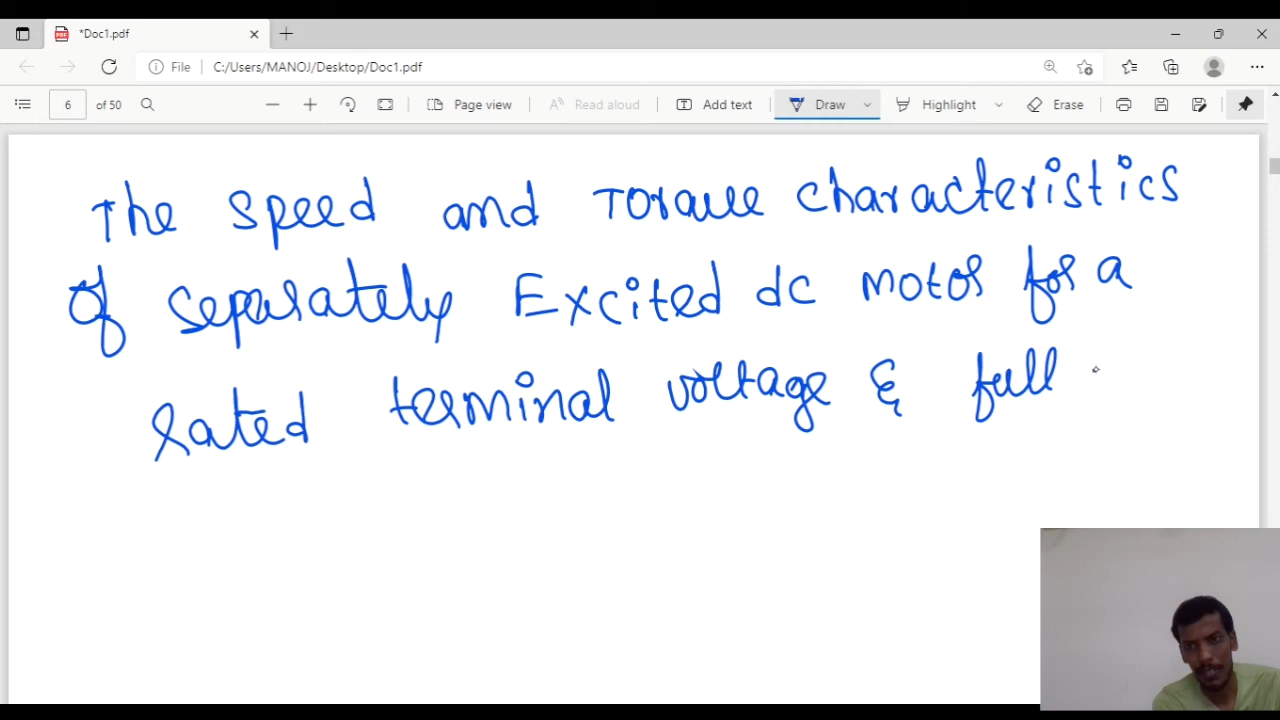 *Doc1.pdf
File C:/Users/MANOJ/Desktop/Doc1.pdf
6 of 50 Page view Read aloud Add text Draw Highlight Erase
The Speed and Torque characteristics
of separately Excited dc motor for a
rated terminal voltage & full